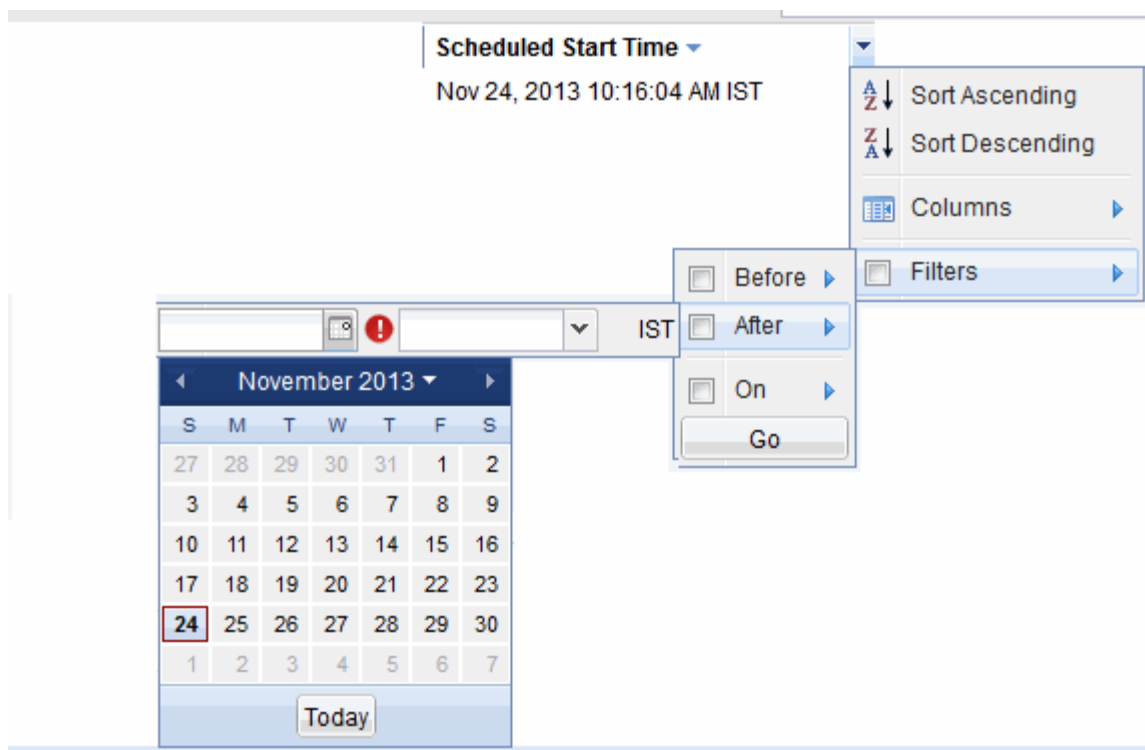 Scheduled Start Time
Nov 24, 2013 10:16:04 AM IST
Sort Ascending
Sort Descending
Columns
Filters
Before
After
On
Go
IST
November 2013
S M T W T F S
27 28 29 30 31 1 2
3 4 5 6 7 8 9
10 11 12 13 14 15 16
17 18 19 20 21 22 23
24 25 26 27 28 29 30
1 2 3 4 5 6 7
Today